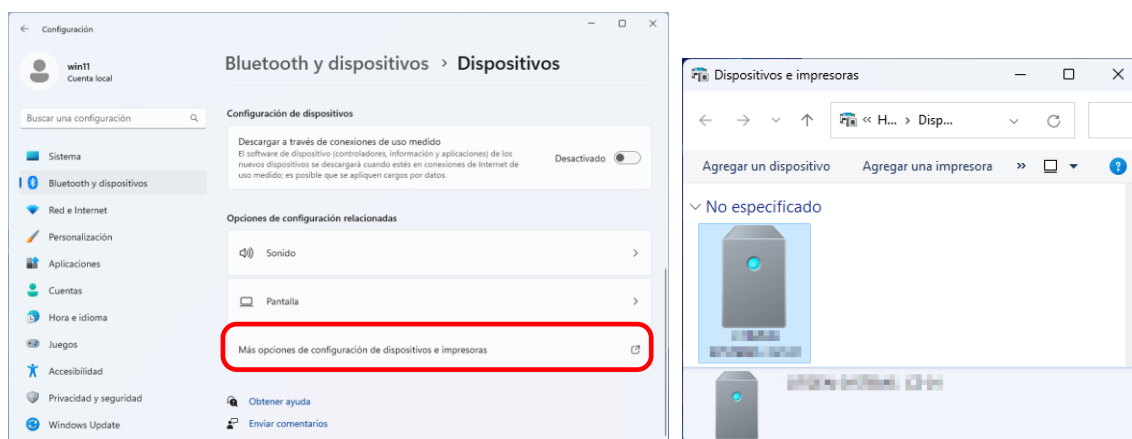 Configuración
win11
Cuenta local
Buscar una configuración
Sistema
Bluetooth y dispositivos
Red e Internet
Personalización
Aplicaciones
Cuentas
Hora e idioma
Juegos
Accesibilidad
Privacidad y seguridad
Windows Update
Bluetooth y dispositivos > Dispositivos
Configuración de dispositivos
Descargar a través de conexiones de uso medido
El software de dispositivo (controladores, información y aplicaciones) de los
nuevos dispositivos se descargará cuando estés en conexiones de Internet de
uso medido; es posible que se apliquen cargos por datos.
Desactivado
Opciones de configuración relacionadas
Sonido
Pantalla
Más opciones de configuración de dispositivos e impresoras
Obtener ayuda
Enviar comentarios
Dispositivos e impresoras
« H... > Disp...
Agregar un dispositivo
Agregar una impresora
»
No especificado